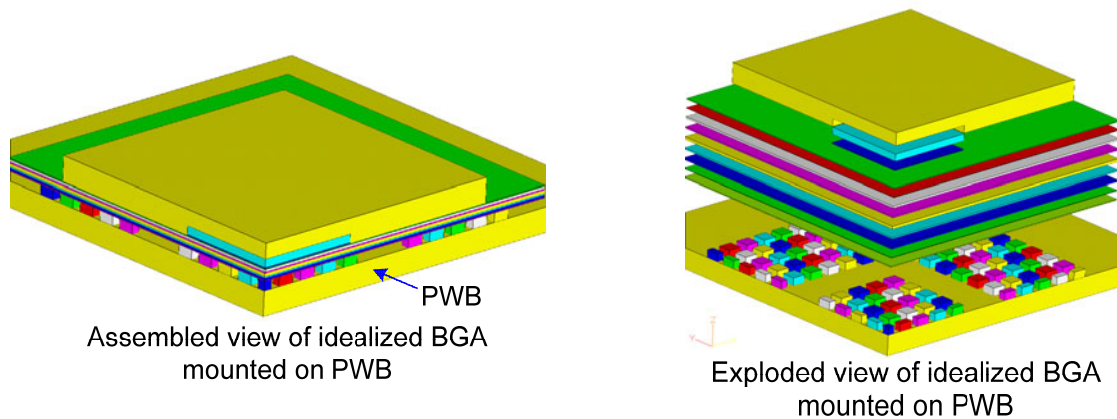 PWB
Assembled view of idealized BGA
mounted on PWB
Z
Y
Exploded view of idealized BGA
mounted on PWB